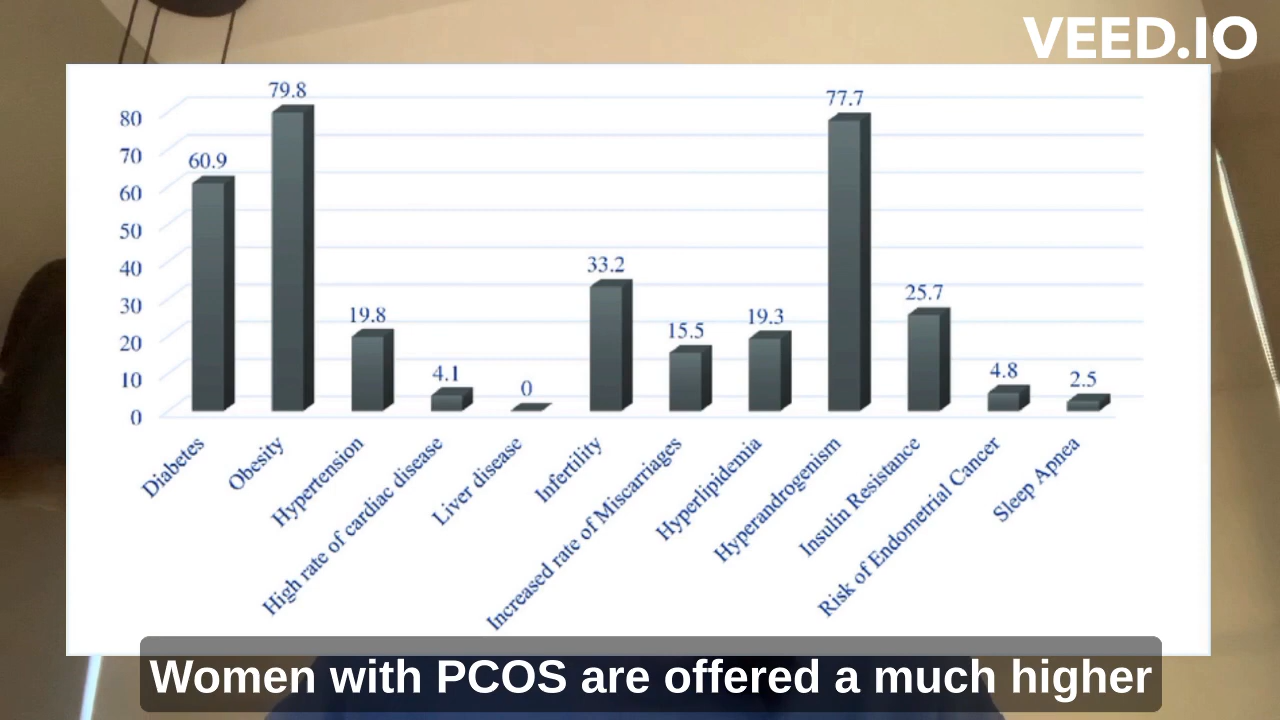 VEED.IO
79.8
77.7
80
70
60.9
60
50
40
33.2
30
25.7
19.8
15.5
19.3
20
10
4.1
0
4.8
2.5
0
Diabetes
Obesity
Hypertension
High rate of cardiac disease
Liver disease
Infertility
Increased rate of Miscarriages
Hyperlipidemia
Hyperandrogenism
Insulin Resistance
Risk of Endometrial Cancer
Sleep Apnea
Women with PCOS are offered a much higher